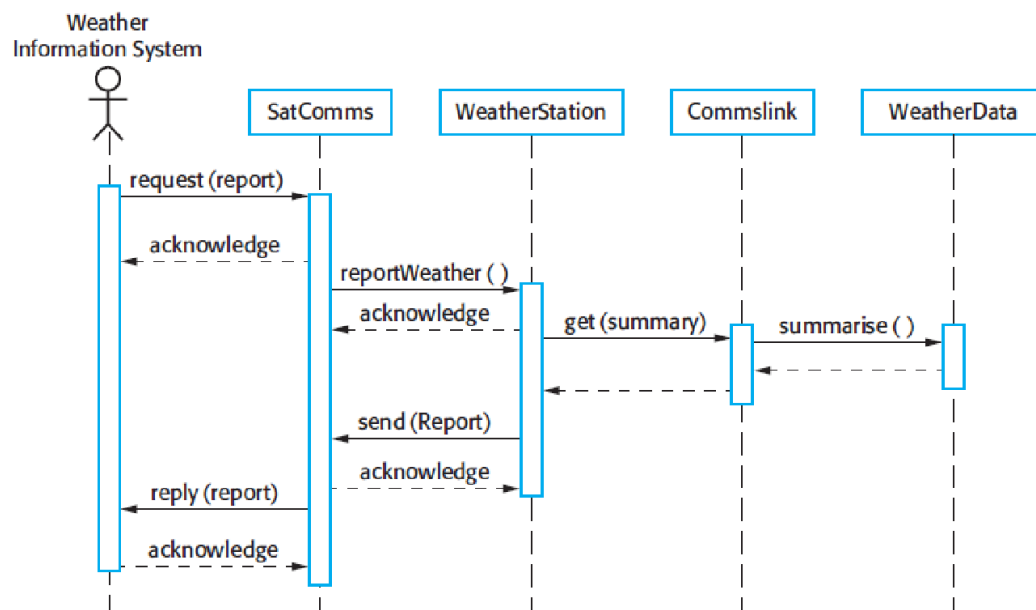 Weather
Information System
SatComms
WeatherStation
Commslink
WeatherData
request (report)
acknowledge
reportWeather ( )
acknowledge
get (summary)
summarise ( )
send (Report)
acknowledge
reply (report)
acknowledge